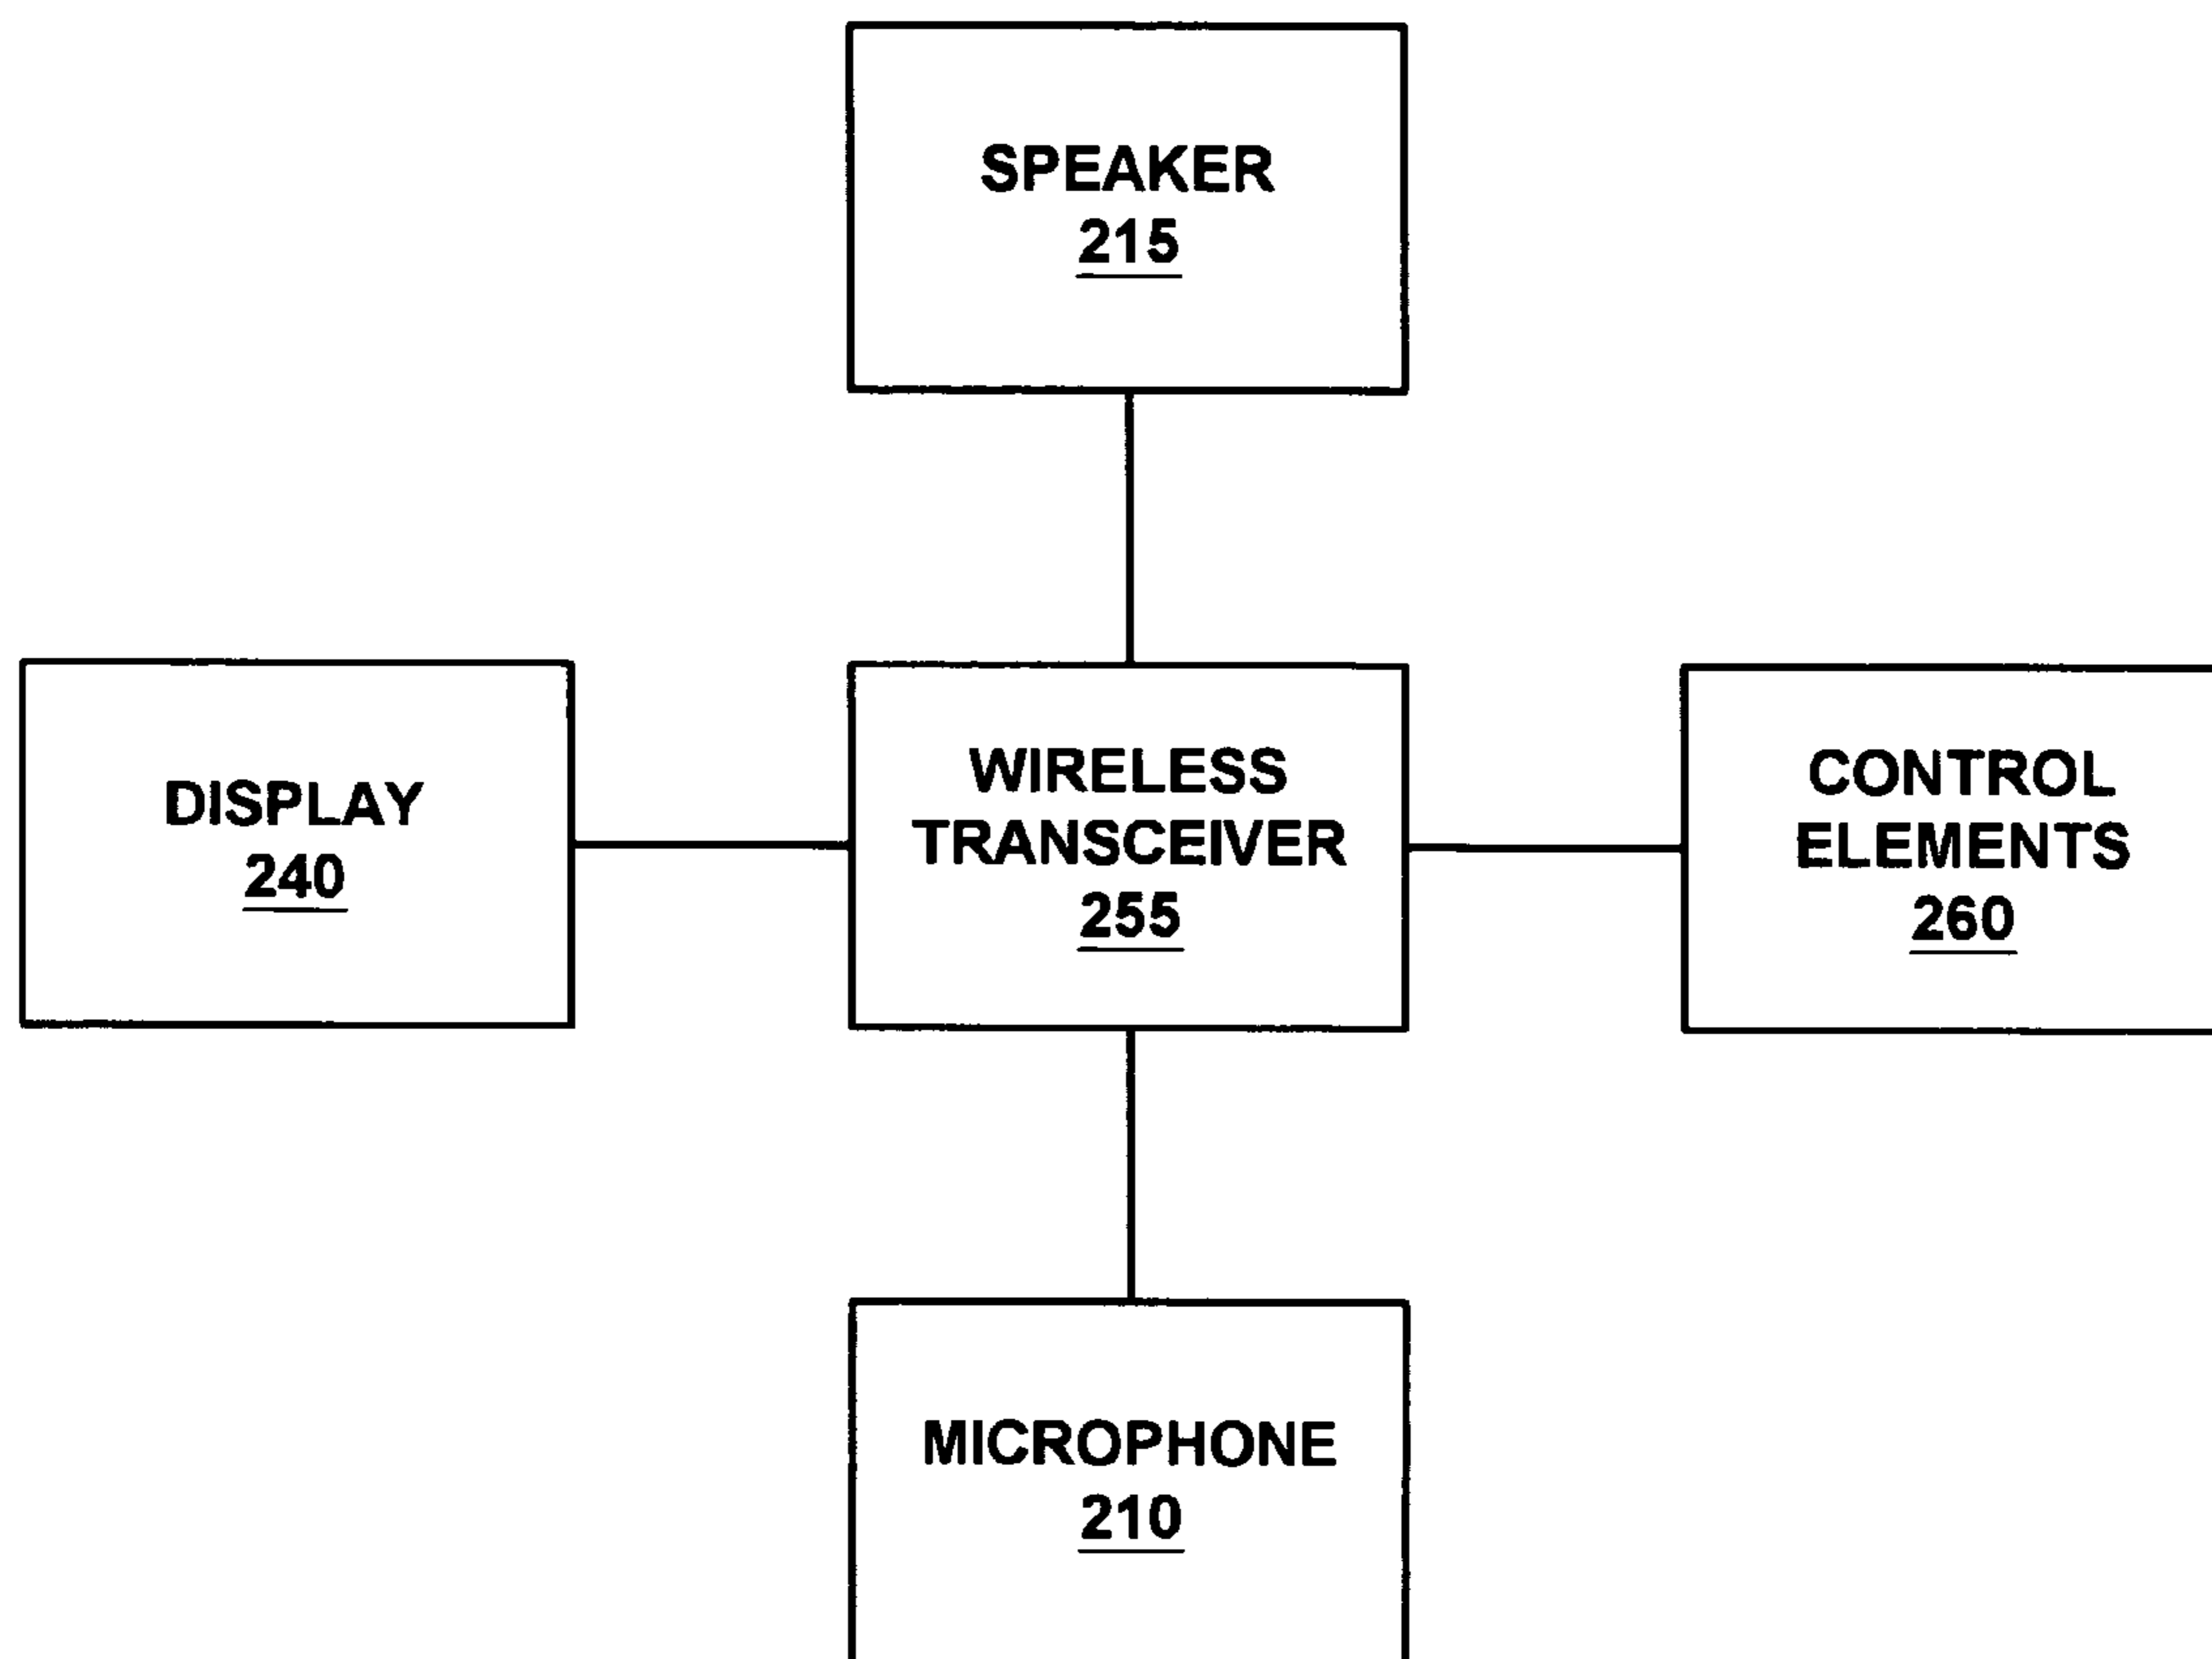 SPEAKER
215
DISPLAY
240
WIRELESS
TRANSCEIVER
255
CONTROL
ELEMENTS
260
MICROPHONE
210